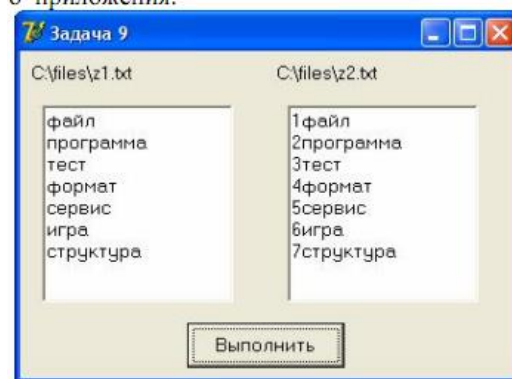 6 приложения.
Задача 9
C:\files\z1.txt
C:\files\z2.txt
файл
программа
тест
формат
сервис
игра
структура
1файл
2программа
3тест
4формат
5сервис
6игра
7структура
Выполнить